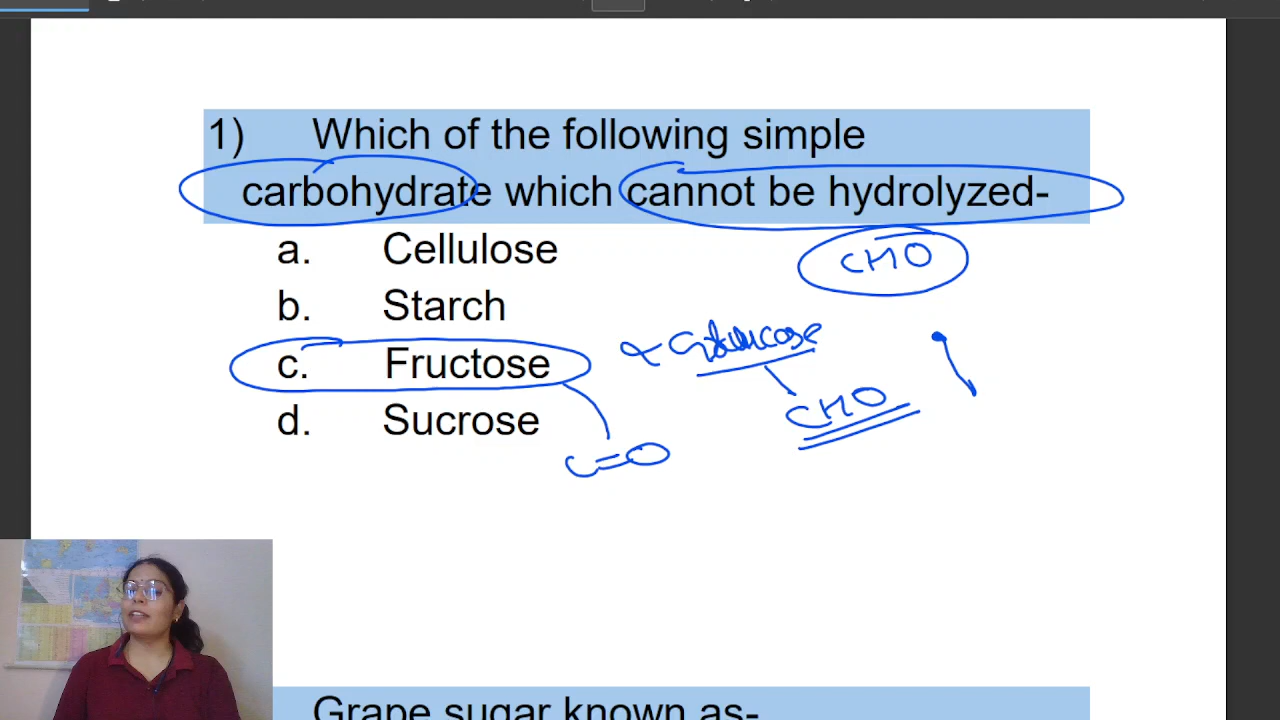 1) Which of the following simple
carbohydrate which cannot be hydrolyzed-
a. Cellulose
CHO
b. Starch
c. Fructose
CHO
d. Sucrose
C=O
Grape sugar known as-